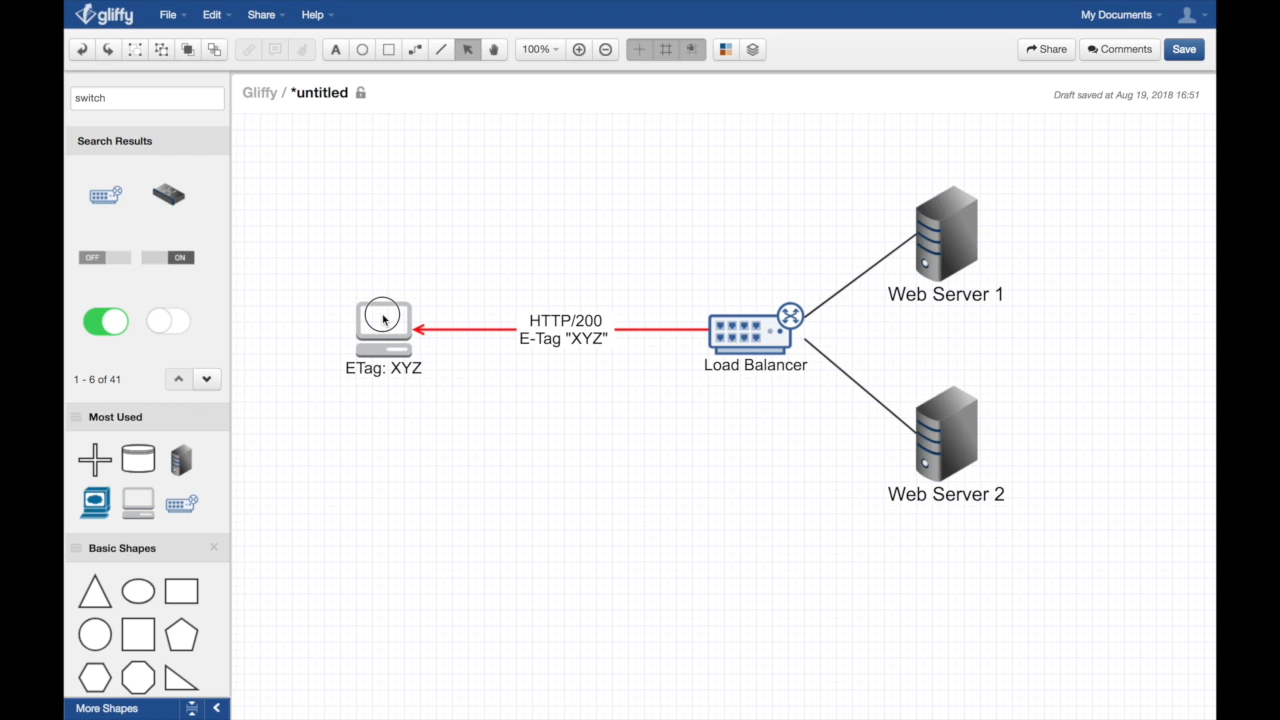 gliffy File Edit Share Help My Documents
A 100% Share Comments Save
switch
Gliffy / *untitled
Draft saved at Aug 19, 2018 16:51
Search Results
OFF ON
1 - 6 of 41
Most Used
Basic Shapes
More Shapes
ETag: XYZ
HTTP/200
E-Tag "XYZ"
Load Balancer
Web Server 1
Web Server 2